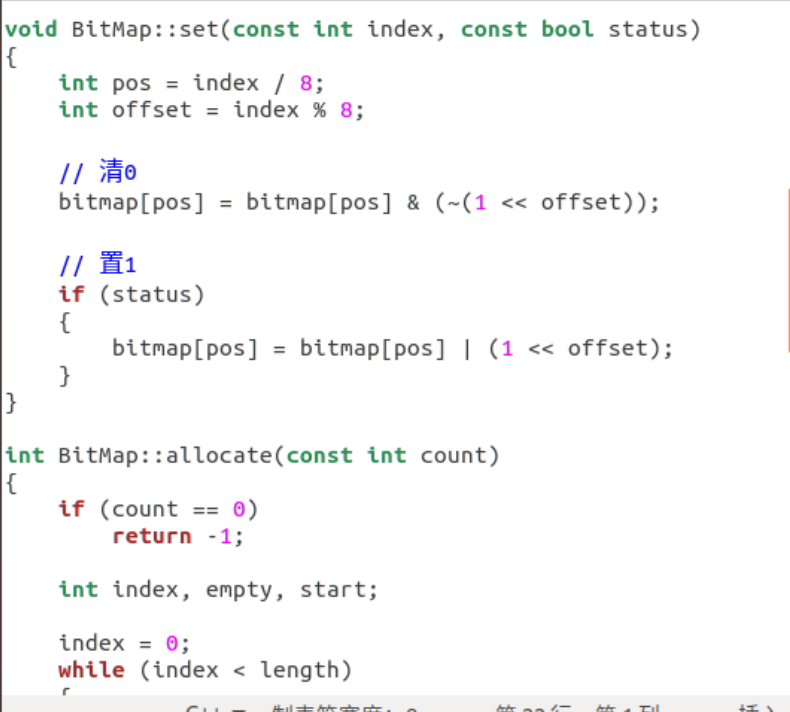 void BitMap::set(const int index, const bool status)
{
    int pos = index / 8;
    int offset = index % 8;
    // 清0
    bitmap[pos] = bitmap[pos] & (~(1 << offset));
    // 置1
    if (status)
    {
        bitmap[pos] = bitmap[pos] | (1 << offset);
    }
}
int BitMap::allocate(const int count)
{
    if (count == 0)
        return -1;
    int index, empty, start;
    index = 0;
    while (index < length)
    {